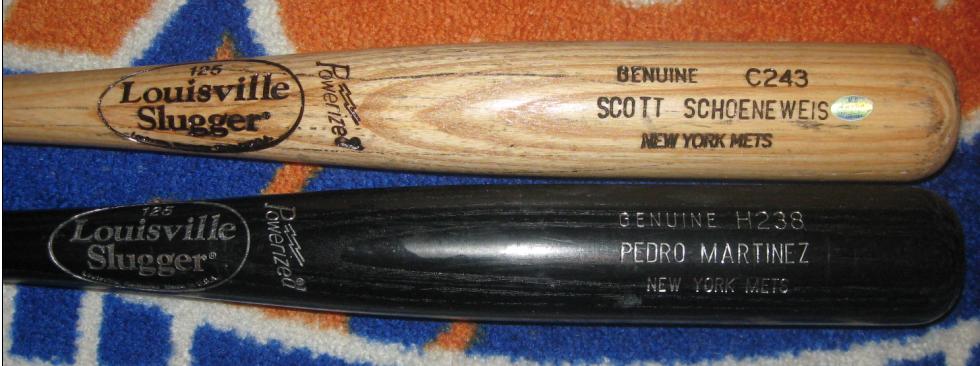 125
Louisville
Slugger®
Powerized
GENUINE C243
SCOTT SCHOENEWEIS
NEW YORK METS
125
Louisville
Slugger®
Powerized
GENUINE H238
PEDRO MARTINEZ
NEW YORK METS